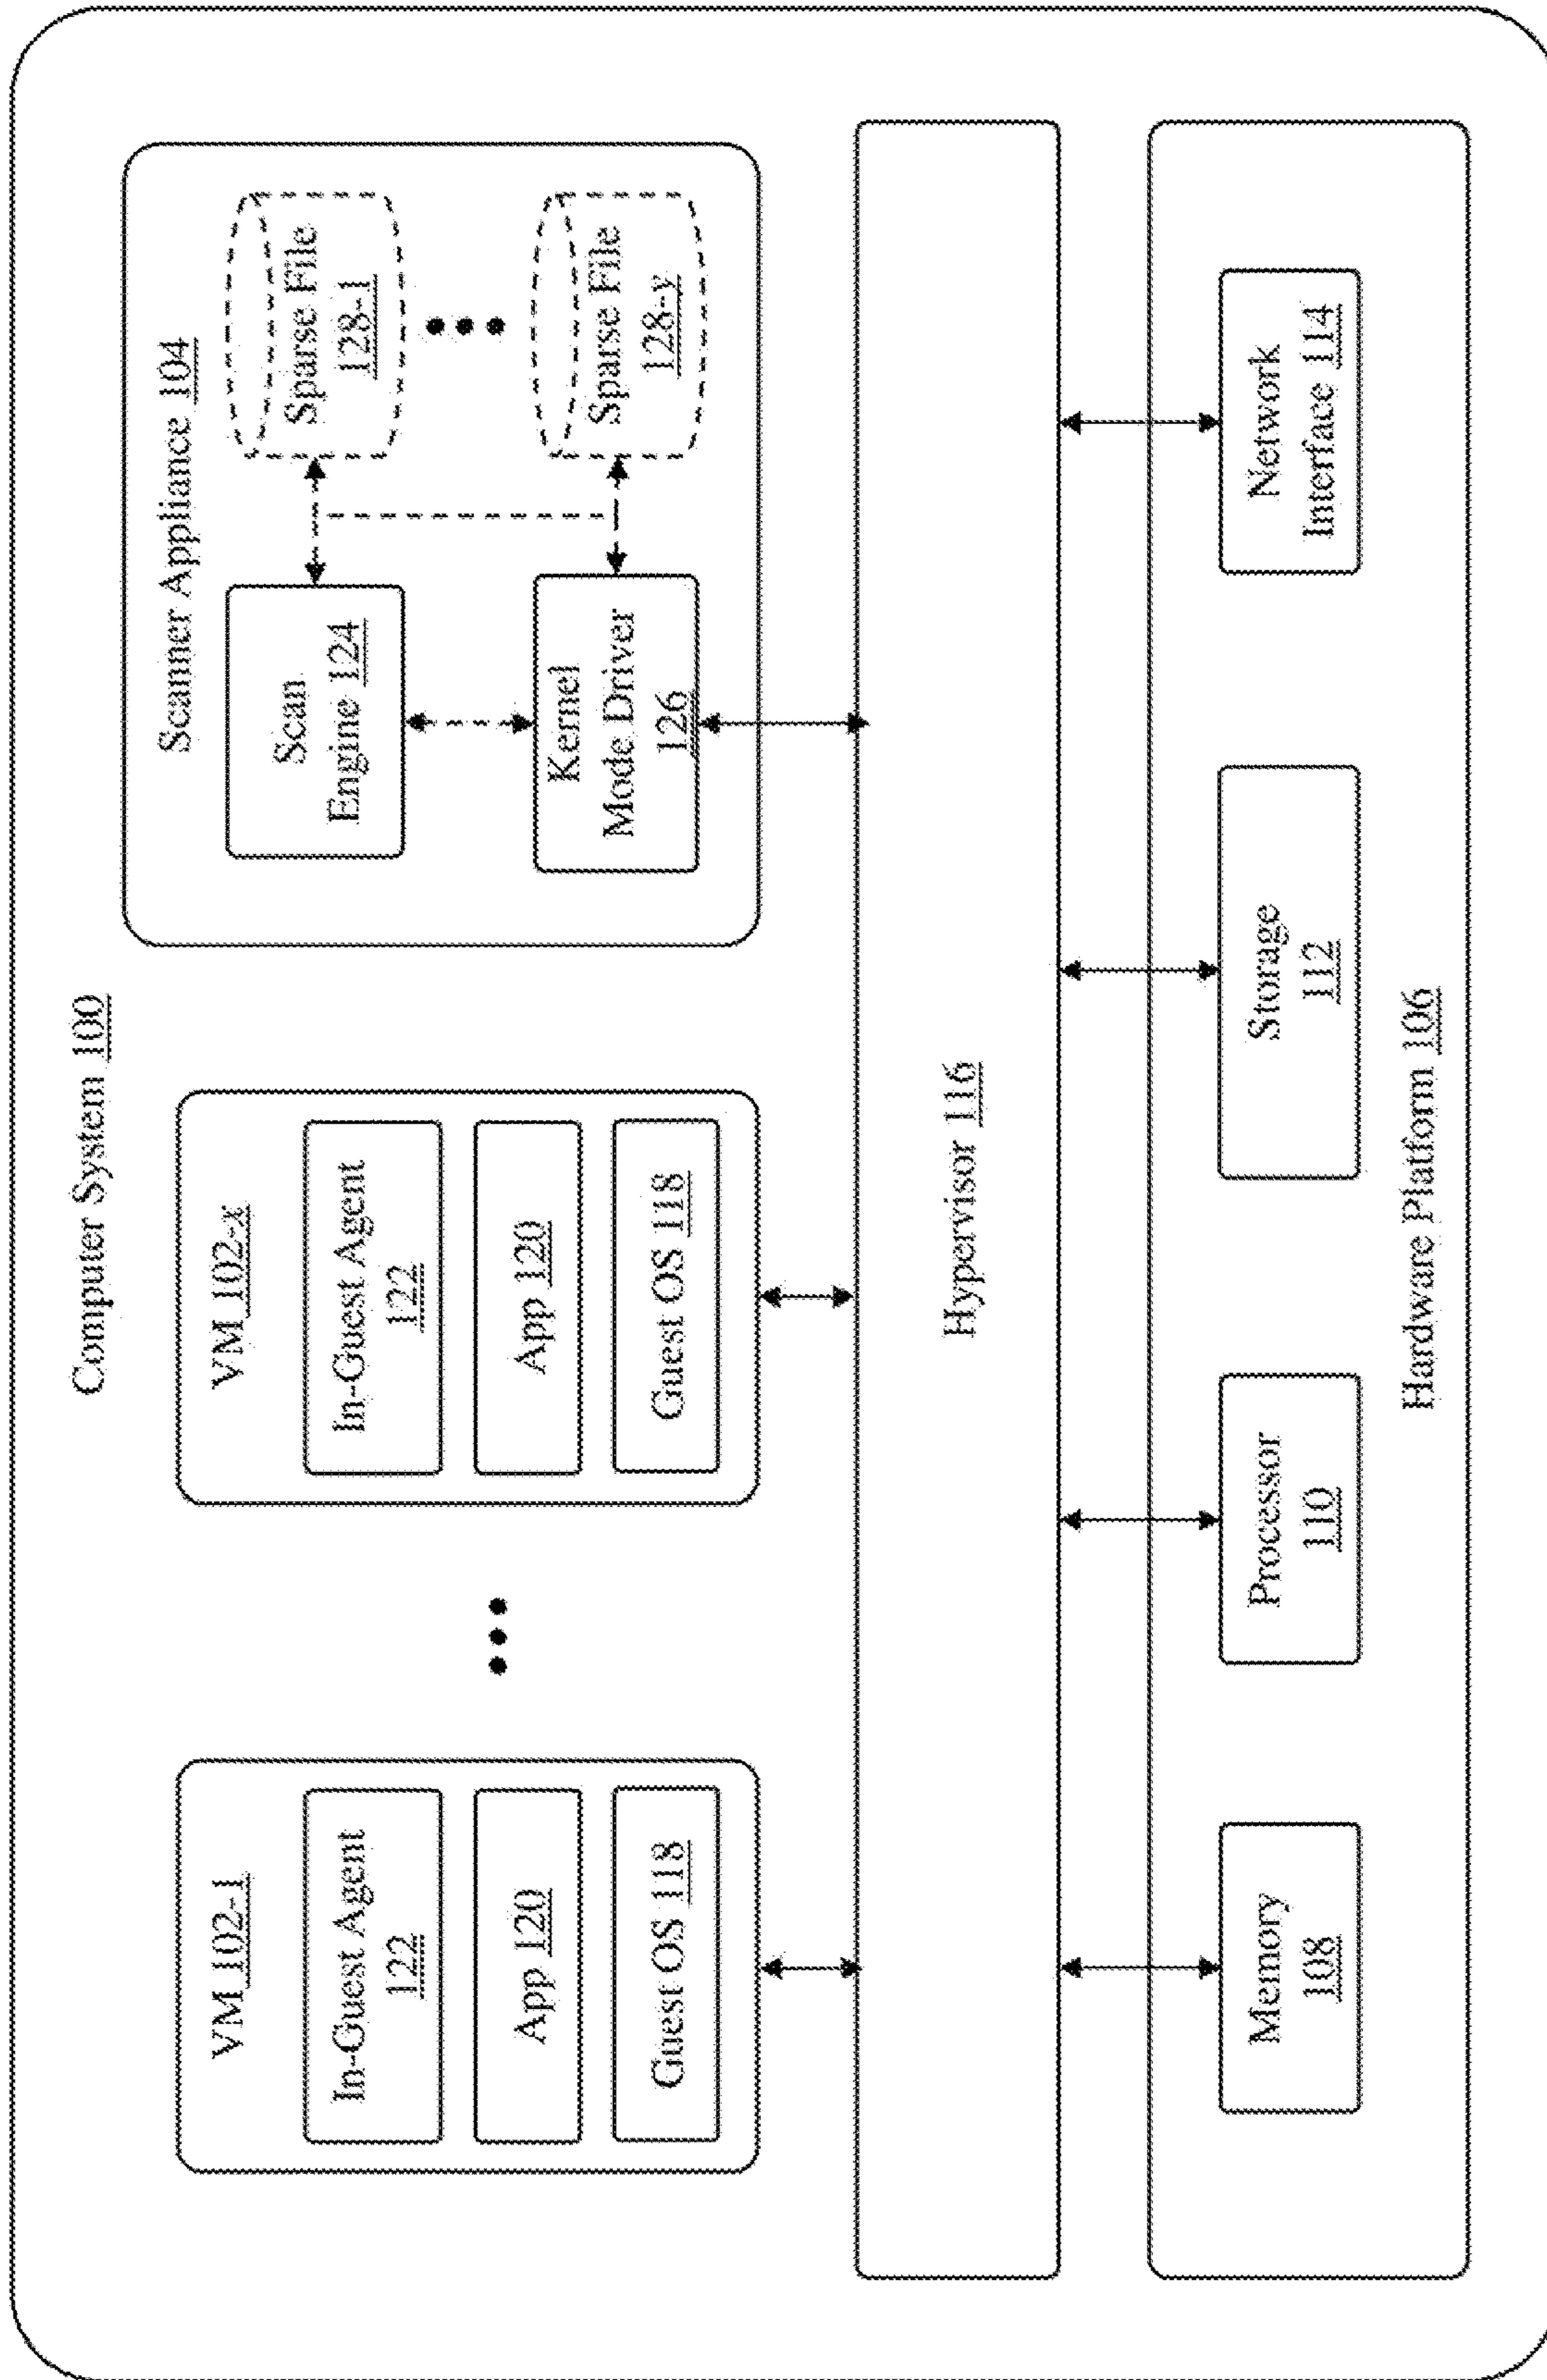 Computer System 100
VM 102-1
In-Guest Agent
122
App 120
Guest OS 118
VM 102-x
In-Guest Agent
122
App 120
Guest OS 118
Scanner Appliance 104
Scan
Engine 124
Kernel
Mode Driver
126
Sparse File
128-1
Sparse File
128-y
Hypervisor 116
Memory
108
Processor
110
Storage
112
Network
Interface 114
Hardware Platform 106